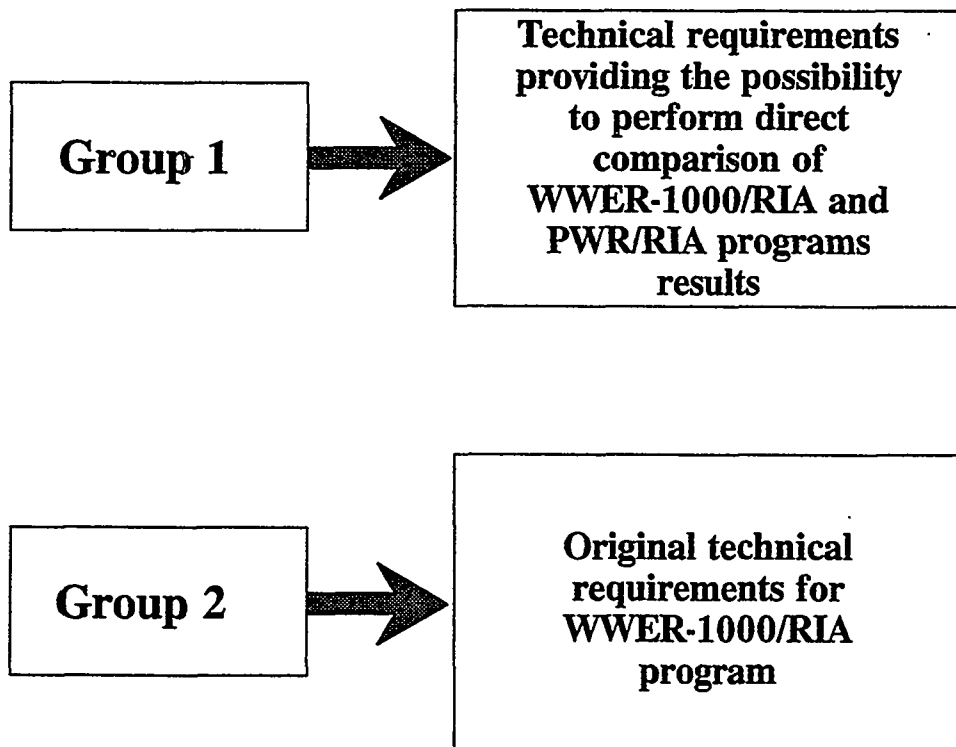 Group 1
Technical requirements
providing the possibility
to perform direct
comparison of
WWER-1000/RIA and
PWR/RIA programs
results
Group 2
Original technical
requirements for
WWER-1000/RIA
program